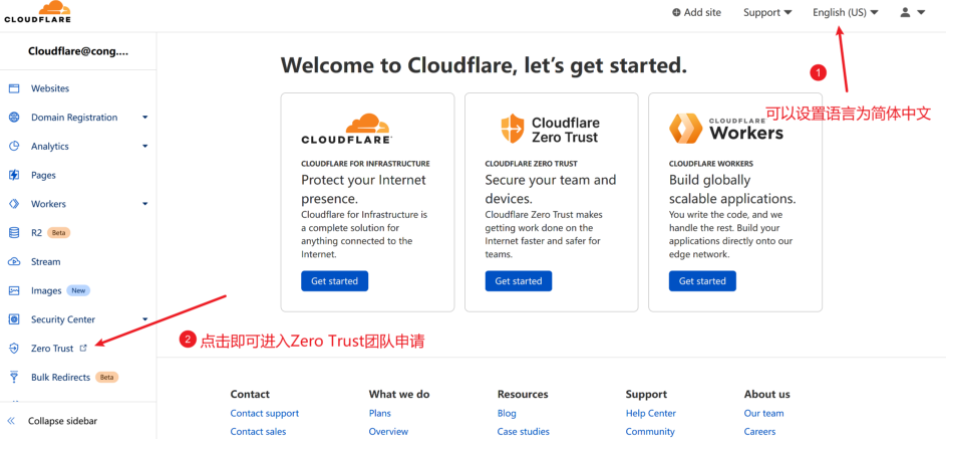 CLOUDFLARE
Add site
Support
English (US)
Cloudflare@cong....
Websites
Domain Registration
Analytics
Pages
Workers
R2 Beta
Stream
Images New
Security Center
Zero Trust
Bulk Redirects Beta
Collapse sidebar
Welcome to Cloudflare, let's get started.
1
可以设置语言为简体中文
CLOUDFLARE
CLOUDFLARE FOR INFRASTRUCTURE
Protect your Internet
presence.
Cloudflare for Infrastructure is
a complete solution for
anything connected to the
Internet.
Get started
Cloudflare
Zero Trust
CLOUDFLARE ZERO TRUST
Secure your team and
devices.
Cloudflare Zero Trust makes
getting work done on the
Internet faster and safer for
teams.
Get started
CLOUDFLARE
Workers
CLOUDFLARE WORKERS
Build globally
scalable applications.
You write the code, and we
handle the rest. Build your
applications directly onto our
edge network.
Get started
2 点击即可进入Zero Trust团队申请
Contact
Contact support
Contact sales
What we do
Plans
Overview
Resources
Blog
Case studies
Support
Help Center
Community
About us
Our team
Careers